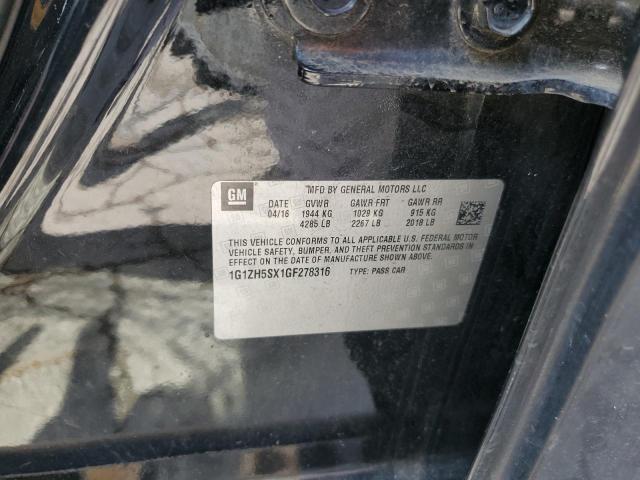 GM
MFD BY GENERAL MOTORS LLC
DATE GVWR GAWR FRT GAWR RR
04/16 1944 KG 1029 KG 915 KG
4285 LB 2267 LB 2018 LB
THIS VEHICLE CONFORMS TO ALL APPLICABLE U.S. FEDERAL MOTOR
VEHICLE SAFETY, BUMPER, AND THEFT PREVENTION STANDARDS IN
EFFECT ON THE DATE OF MANUFACTURE SHOWN ABOVE.
1G1ZH5SX1GF278316 TYPE: PASS CAR